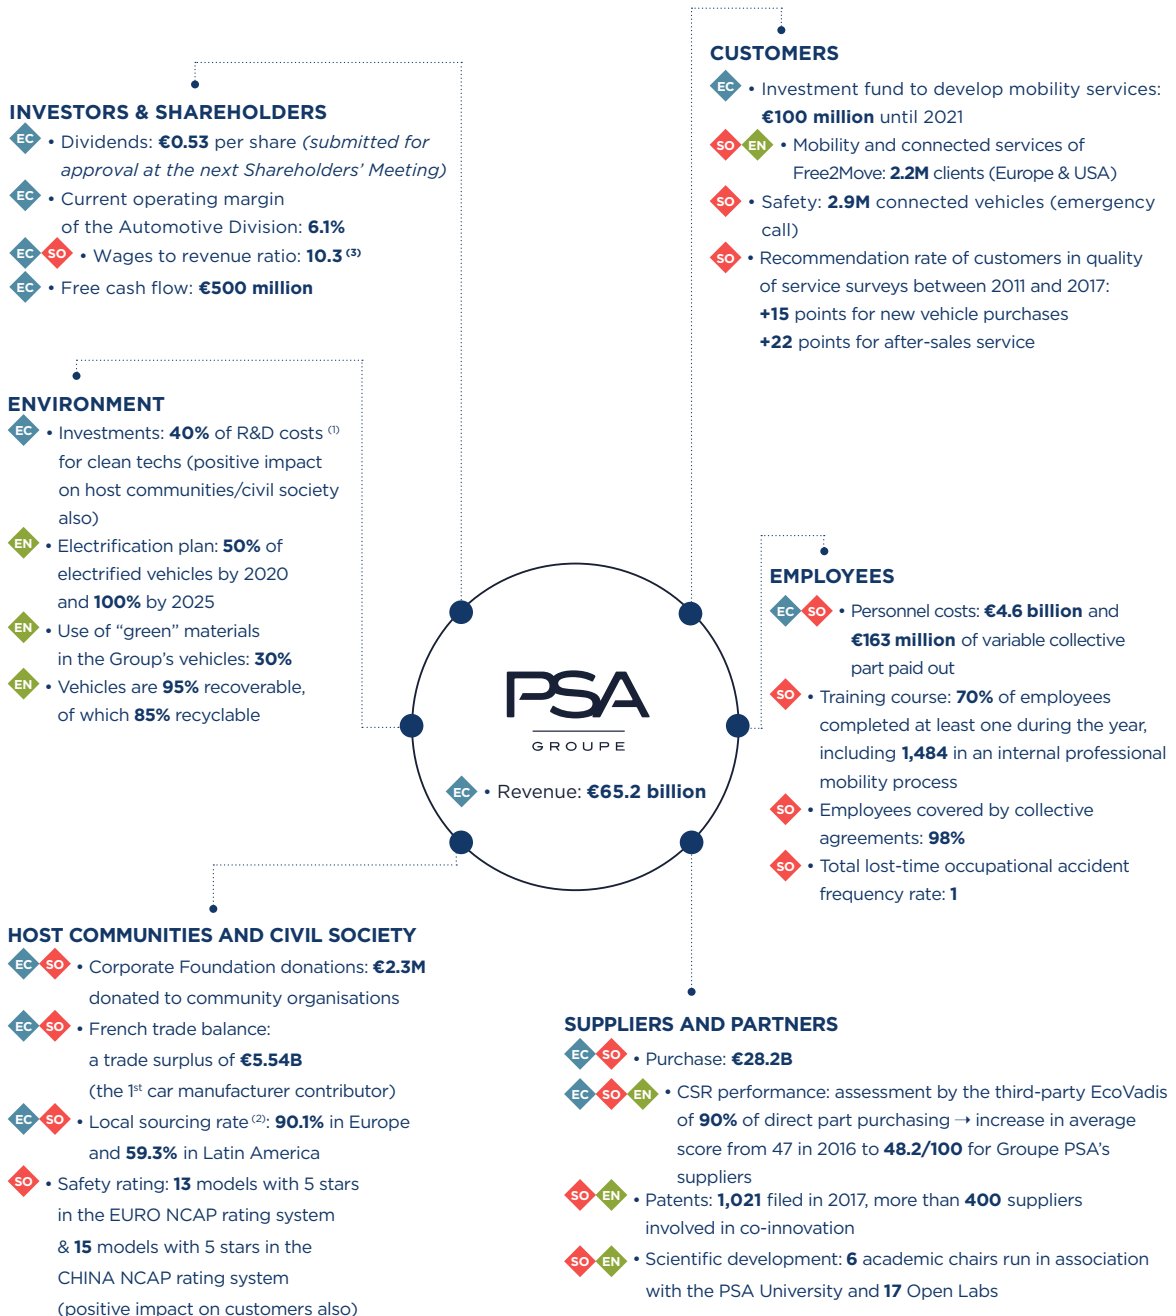 INVESTORS & SHAREHOLDERS
EC • Dividends: €0.53 per share (submitted for
approval at the next Shareholders' Meeting)
EC • Current operating margin
of the Automotive Division: 6.1%
EC SO • Wages to revenue ratio: 10.3 (3)
EC • Free cash flow: €500 million
ENVIRONMENT
EC • Investments: 40% of R&D costs (1)
for clean techs (positive impact
on host communities/civil society
also)
EN • Electrification plan: 50% of
electrified vehicles by 2020
and 100% by 2025
EN • Use of “green” materials
in the Group's vehicles: 30%
EN • Vehicles are 95% recoverable,
of which 85% recyclable
HOST COMMUNITIES AND CIVIL SOCIETY
EC SO • Corporate Foundation donations: €2.3M
donated to community organisations
EC SO • French trade balance:
a trade surplus of €5.54B
(the 1st car manufacturer contributor)
EC SO • Local sourcing rate (2): 90.1% in Europe
and 59.3% in Latin America
SO • Safety rating: 13 models with 5 stars
in the EURO NCAP rating system
& 15 models with 5 stars in the
CHINA NCAP rating system
(positive impact on customers also)
PSA
GROUPE
EC • Revenue: €65.2 billion
CUSTOMERS
EC • Investment fund to develop mobility services:
€100 million until 2021
SO EN • Mobility and connected services of
Free2Move: 2.2M clients (Europe & USA)
SO • Safety: 2.9M connected vehicles (emergency
call)
SO • Recommendation rate of customers in quality
of service surveys between 2011 and 2017:
+15 points for new vehicle purchases
+22 points for after-sales service
EMPLOYEES
EC SO • Personnel costs: €4.6 billion and
€163 million of variable collective
part paid out
SO • Training course: 70% of employees
completed at least one during the year,
including 1,484 in an internal professional
mobility process
SO • Employees covered by collective
agreements: 98%
SO • Total lost-time occupational accident
frequency rate: 1
SUPPLIERS AND PARTNERS
EC SO • Purchase: €28.2B
EC SO EN • CSR performance: assessment by the third-party EcoVadis
of 90% of direct part purchasing → increase in average
score from 47 in 2016 to 48.2/100 for Groupe PSA's
suppliers
SO EN • Patents: 1,021 filed in 2017, more than 400 suppliers
involved in co-innovation
SO EN • Scientific development: 6 academic chairs run in association
with the PSA University and 17 Open Labs